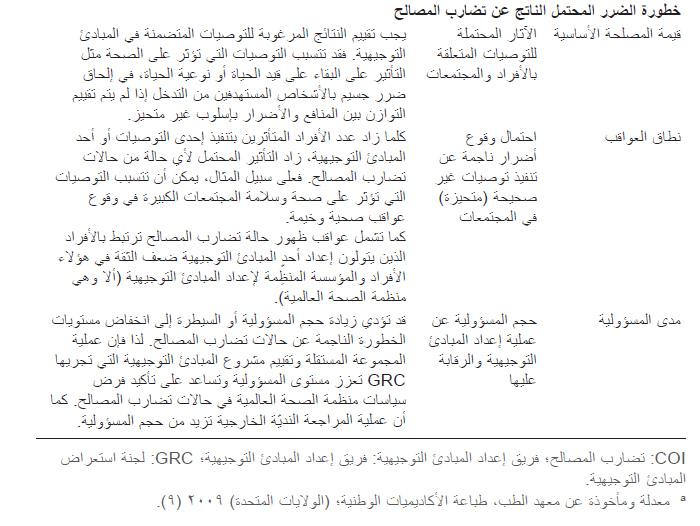 خطورة الضرر المحتمل الناتج عن تضارب المصالح
قيمة المصلحة الأساسية
الآثار المحتملة
للتوصيات المتعلقة
بالأفراد والمجتمعات
يجب تقييم النتائج المرغوبة للتوصيات المتضمنة في المبادئ
التوجيهية. فقد تتسبب التوصيات التي تؤثر على الصحة مثل
التأثير على البقاء على قيد الحياة أو نوعية الحياة، في إلحاق
ضرر جسيم بالأشخاص المستهدفين من التدخل إذا لم يتم تقييم
التوازن بين المنافع والأضرار بإسلوب غير متحيز.
نطاق العواقب
احتمال وقوع
أضرار ناجمة عن
تنفيذ توصيات غير
صحيحة (متحيزة)
في المجتمعات
كلما زاد عدد الأفراد المتأثرين بتنفيذ إحدى التوصيات أو أحد
المبادئ التوجيهية، زاد التأثير المحتمل لأي حالة من حالات
تضارب المصالح. فعلى سبيل المثال، يمكن أن تتسبب التوصيات
التي تؤثر على صحة وسلامة المجتمعات الكبيرة في وقوع
عواقب صحية وخيمة.
كما تشمل عواقب ظهور حالة تضارب المصالح ترتبط بالأفراد
الذين يتولون إعداد أحدٍ المبادئ التوجيهية ضعف الثقة في هؤلاء
الأفراد والمؤسسة المنظِمة لإعداد المبادئ التوجيهية (ألا وهي
منظمة الصحة العالمية).
مدى المسؤولية
حجم المسؤولية عن
عملية إعداد المبادئ
التوجيهية والرقابة
عليها
قد تؤدي زيادة حجم المسؤولية أو السيطرة إلى انخفاض مستويات
الخطورة الناجمة عن حالات تضارب المصالح. لذا فإن عملية
المجموعة المستقلة وتقييم مشروع المبادئ التوجيهية التي تجريها
GRC تعزز مستوى المسؤولية وتساعد على تأكيد فرض
سياسات منظمة الصحة العالمية في حالات تضارب المصالح. كما
أن عملية المراجعة النديّة الخارجية تزيد من حجم المسؤولية.
COI: تضارب المصالح؛ فريق إعداد المبادئ التوجيهية: فريق إعداد المبادئ التوجيهية؛ GRC: لجنة استعراض
المبادئ التوجيهية.
a معدلة ومأخوذة عن معهد الطب، طباعة الأكاديميات الوطنية؛ (الولايات المتحدة) ٢٠٠٩ (٩).